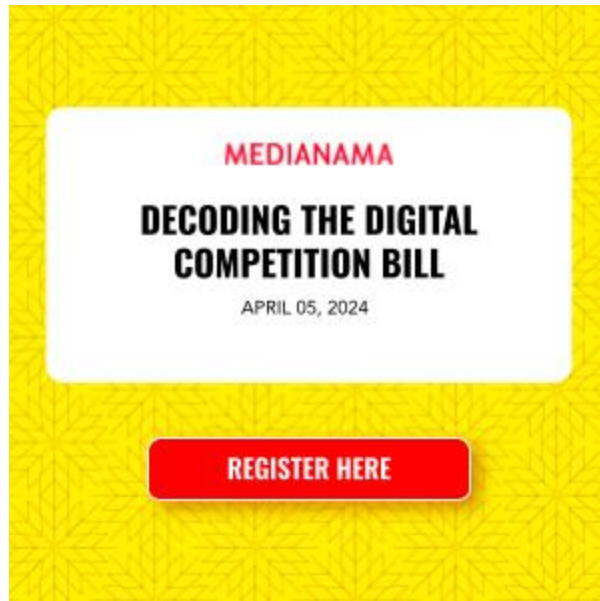 MEDIANAMA
DECODING THE DIGITAL
COMPETITION BILL
APRIL 05, 2024
REGISTER HERE